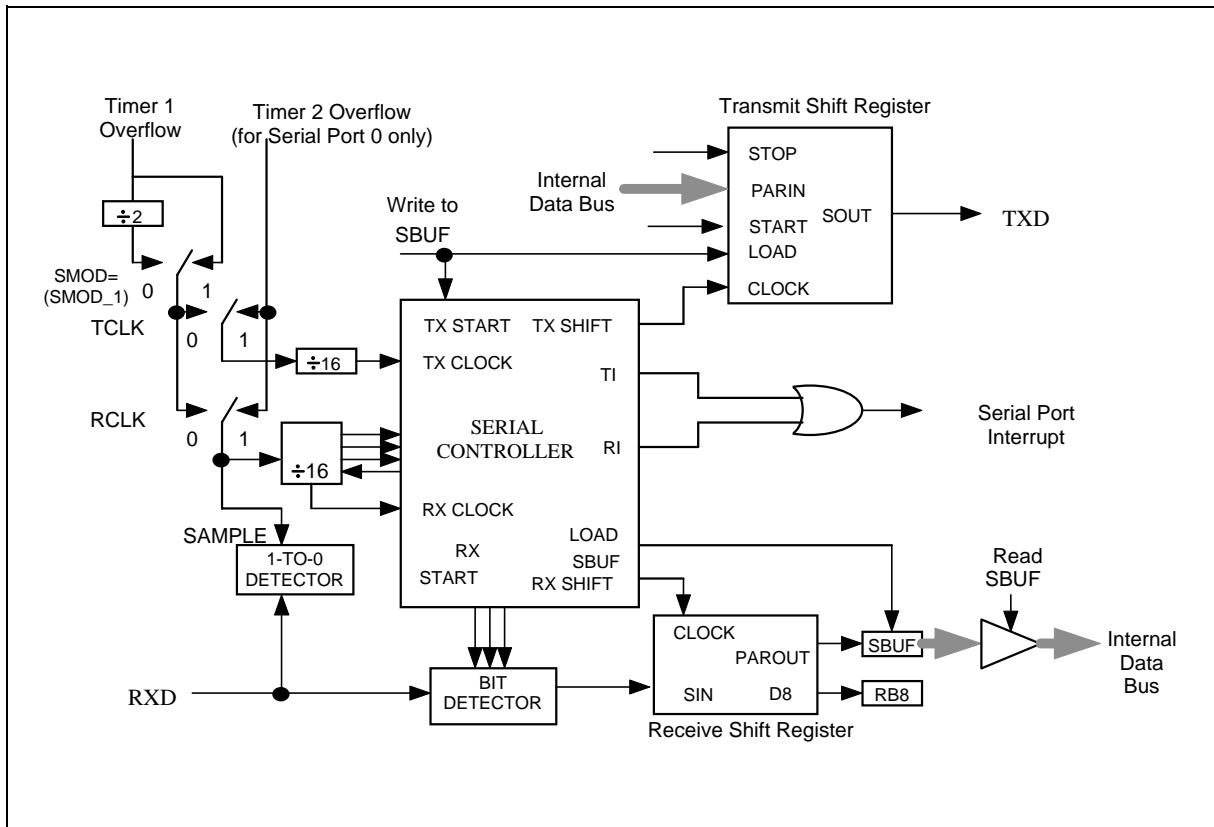 Timer 1
Overflow
Timer 2 Overflow
(for Serial Port 0 only)
Transmit Shift Register
÷2
SMOD=
(SMOD_1)
0
1
TCLK
0
1
RCLK
0
1
Write to
SBUF
Internal
Data Bus
STOP
PARIN
START
LOAD
CLOCK
SOUT
TXD
÷16
÷16
TX START
TX SHIFT
TX CLOCK
TI
SERIAL
CONTROLLER
RI
RX CLOCK
LOAD
SBUF
RX
START
RX SHIFT
Serial Port
Interrupt
SAMPLE
1-TO-0
DETECTOR
RXD
BIT
DETECTOR
CLOCK
PAROUT
SIN
D8
Receive Shift Register
SBUF
RB8
Read
SBUF
Internal
Data
Bus